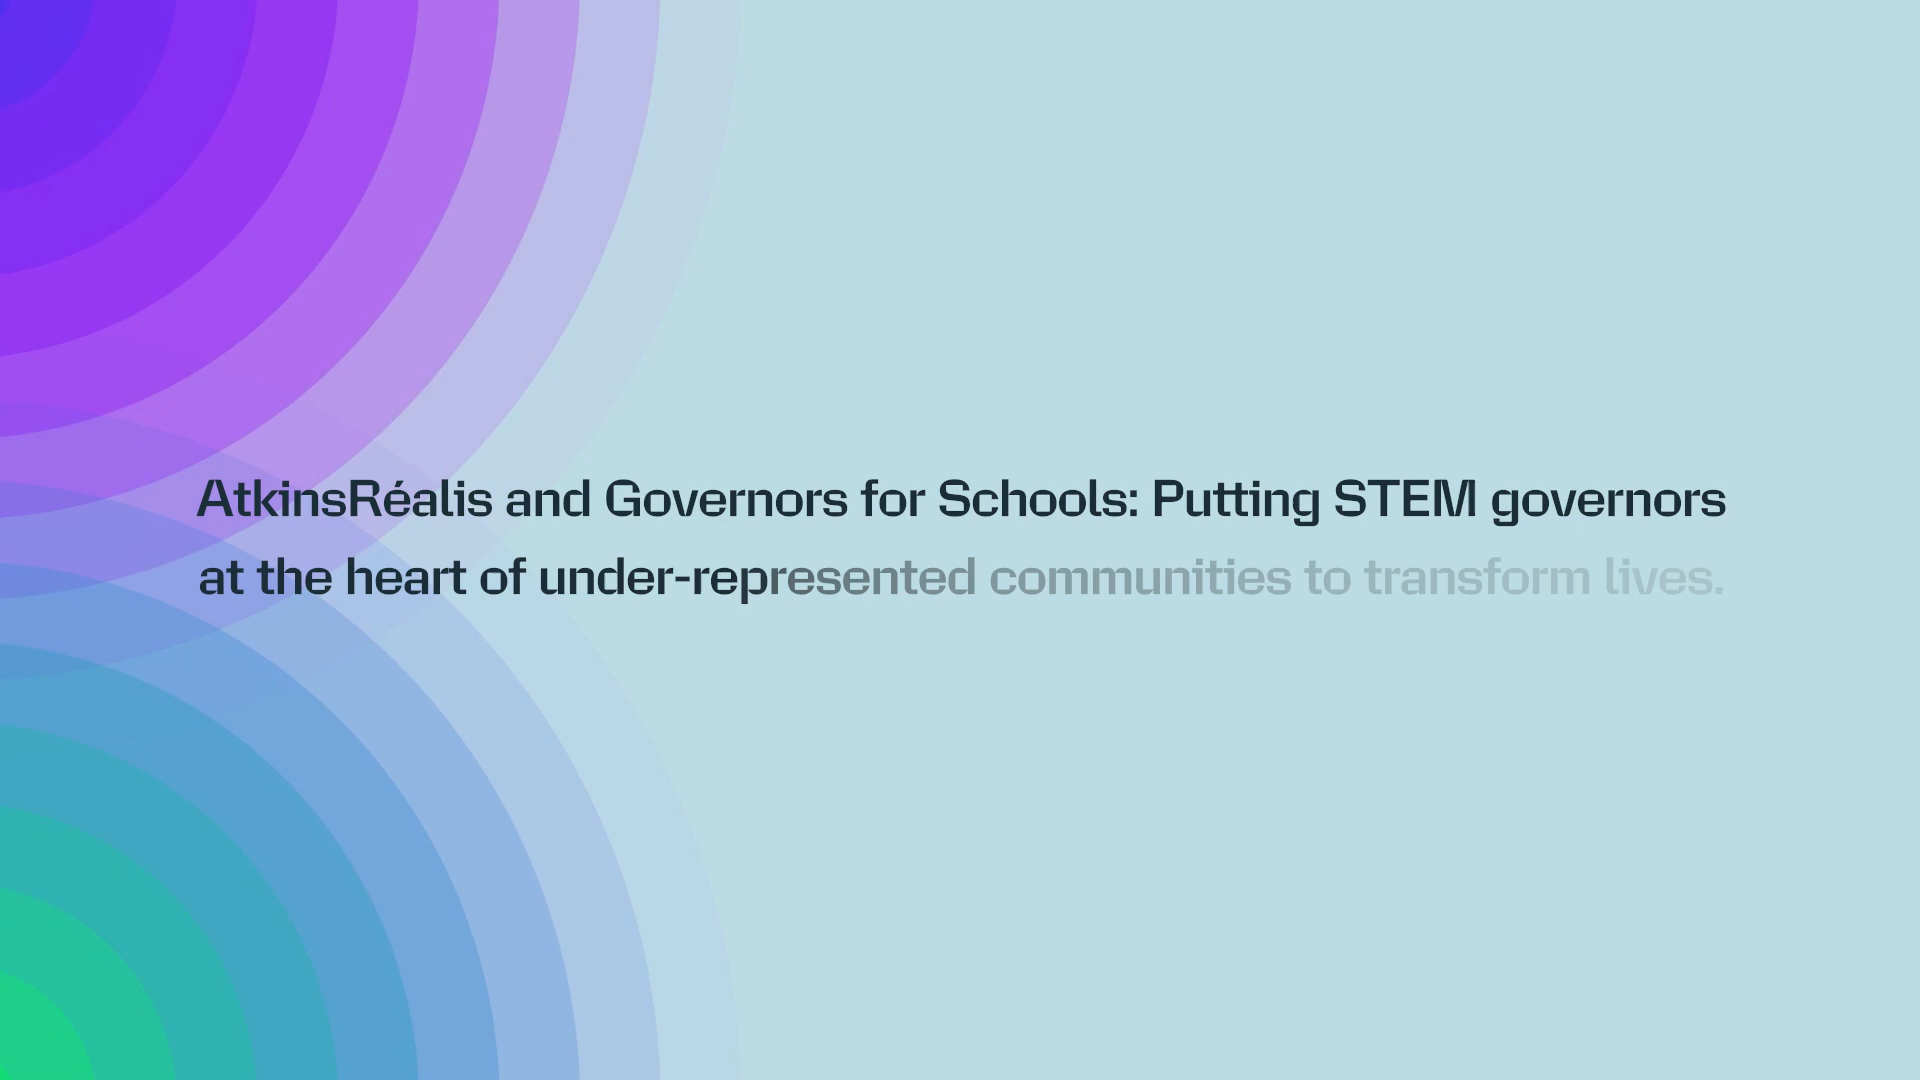 AtkinsRéalis and Governors for Schools: Putting STEM governors
at the heart of under-represented communities to transform lives.